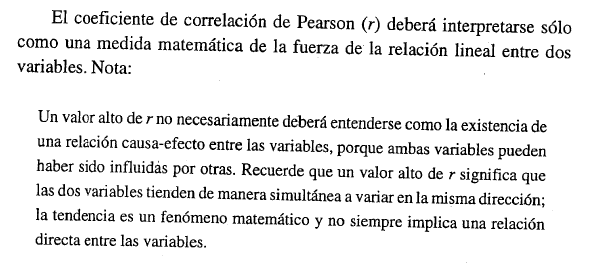 El coeficiente de correlación de Pearson (r) deberá interpretarse sólo
como una medida matemática de la fuerza de la relación lineal entre dos
variables. Nota:
Un valor alto de r no necesariamente deberá entenderse como la existencia de
una relación causa-efecto entre las variables, porque ambas variables pueden
haber sido influidas por otras. Recuerde que un valor alto de r significa que
las dos variables tienden de manera simultánea a variar en la misma dirección;
la tendencia es un fenómeno matemático y no siempre implica una relación
directa entre las variables.